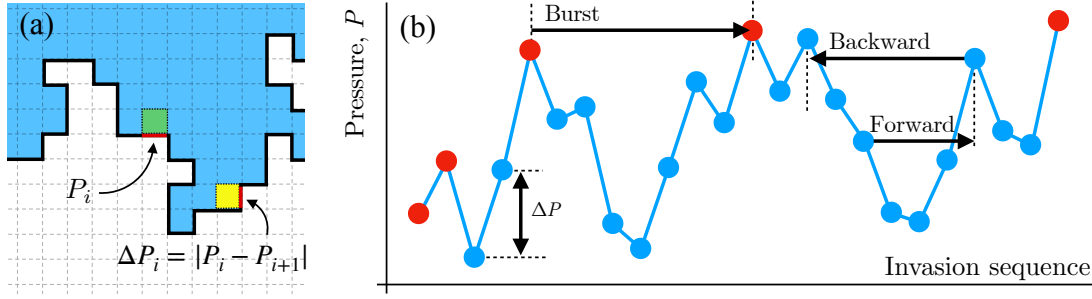 (a)
P_i
ΔP_i = |P_i − P_{i+1}|
(b)
Pressure, P
Burst
Backward
Forward
ΔP
Invasion sequence